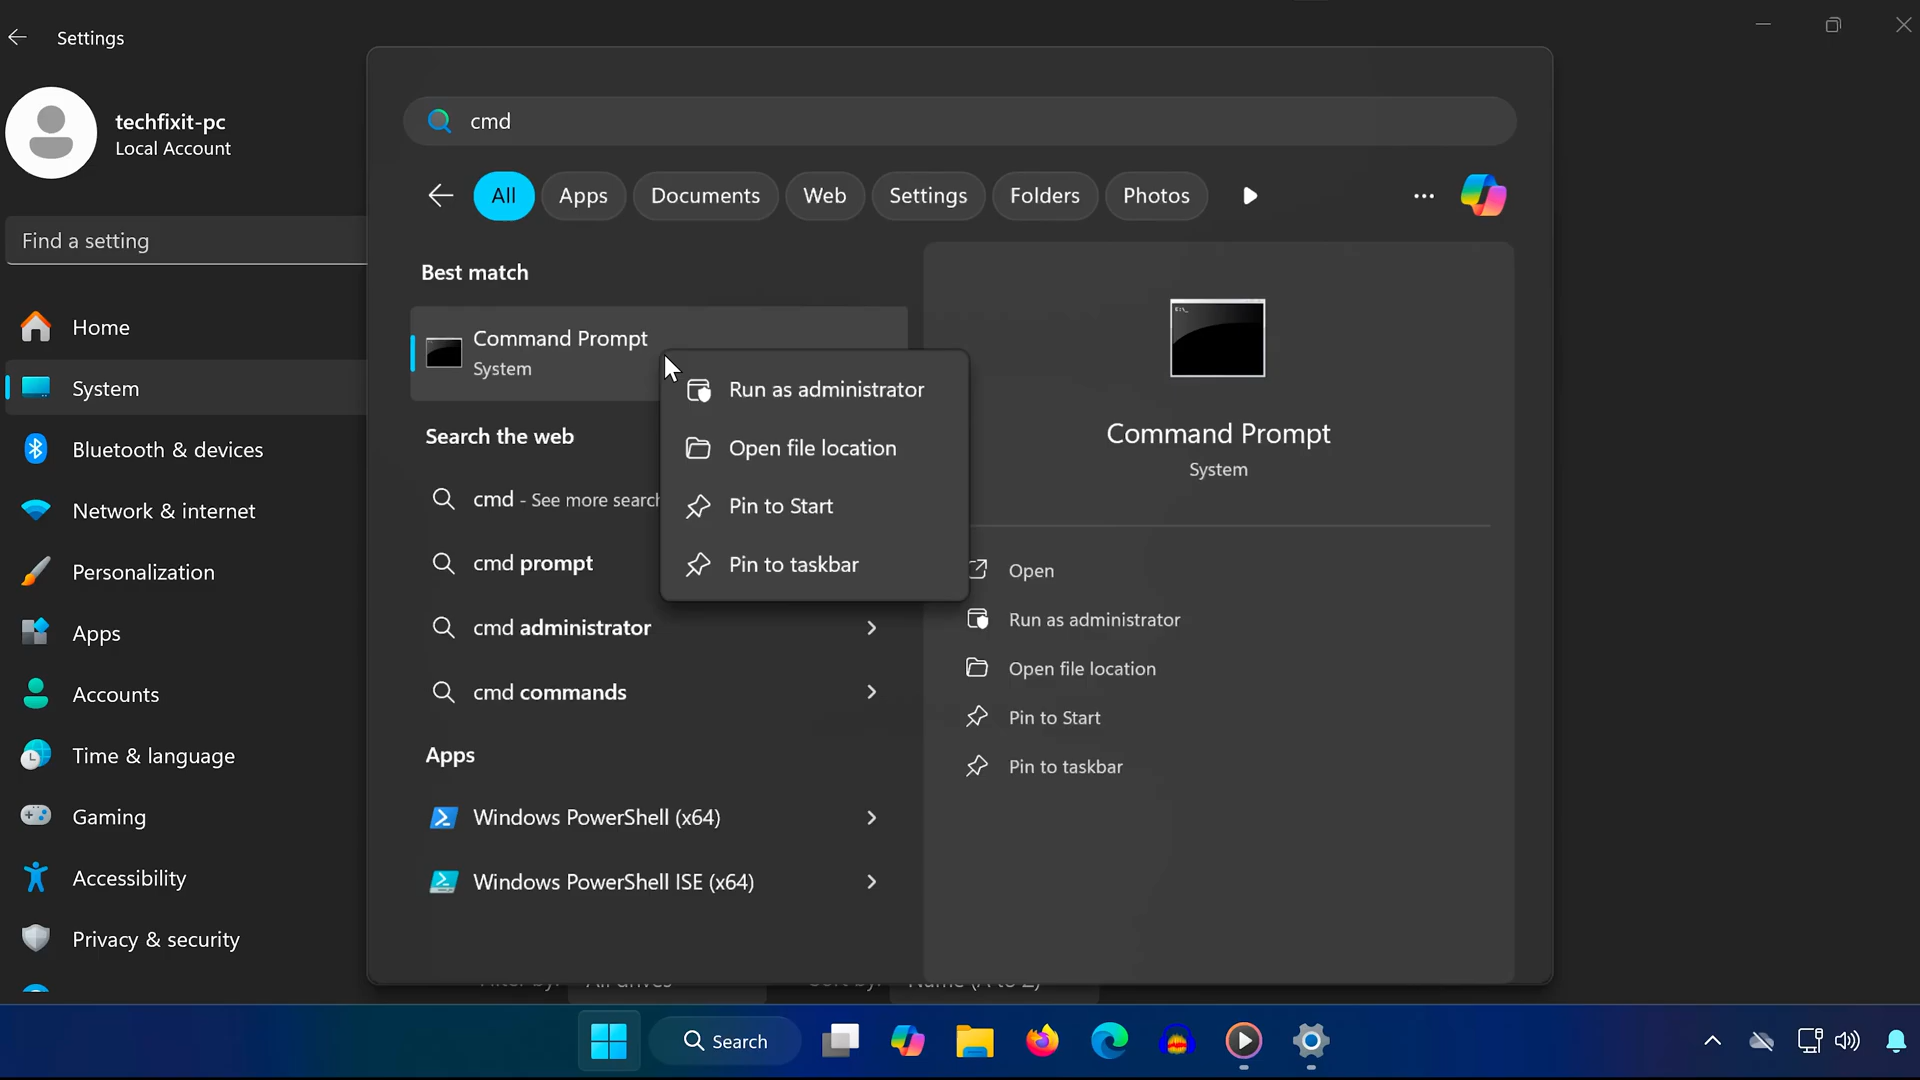 Settings
techfixit-pc
Local Account
Find a setting
Home
System
Bluetooth & devices
Network & internet
Personalization
Apps
Accounts
Time & language
Gaming
Accessibility
Privacy & security
cmd
All Apps Documents Web Settings Folders Photos
Best match
Command Prompt
System
Search the web
cmd - See more search
cmd prompt
cmd administrator
cmd commands
Apps
Windows PowerShell (x64)
Windows PowerShell ISE (x64)
Run as administrator
Open file location
Pin to Start
Pin to taskbar
Command Prompt
System
Open
Run as administrator
Open file location
Pin to Start
Pin to taskbar
Search